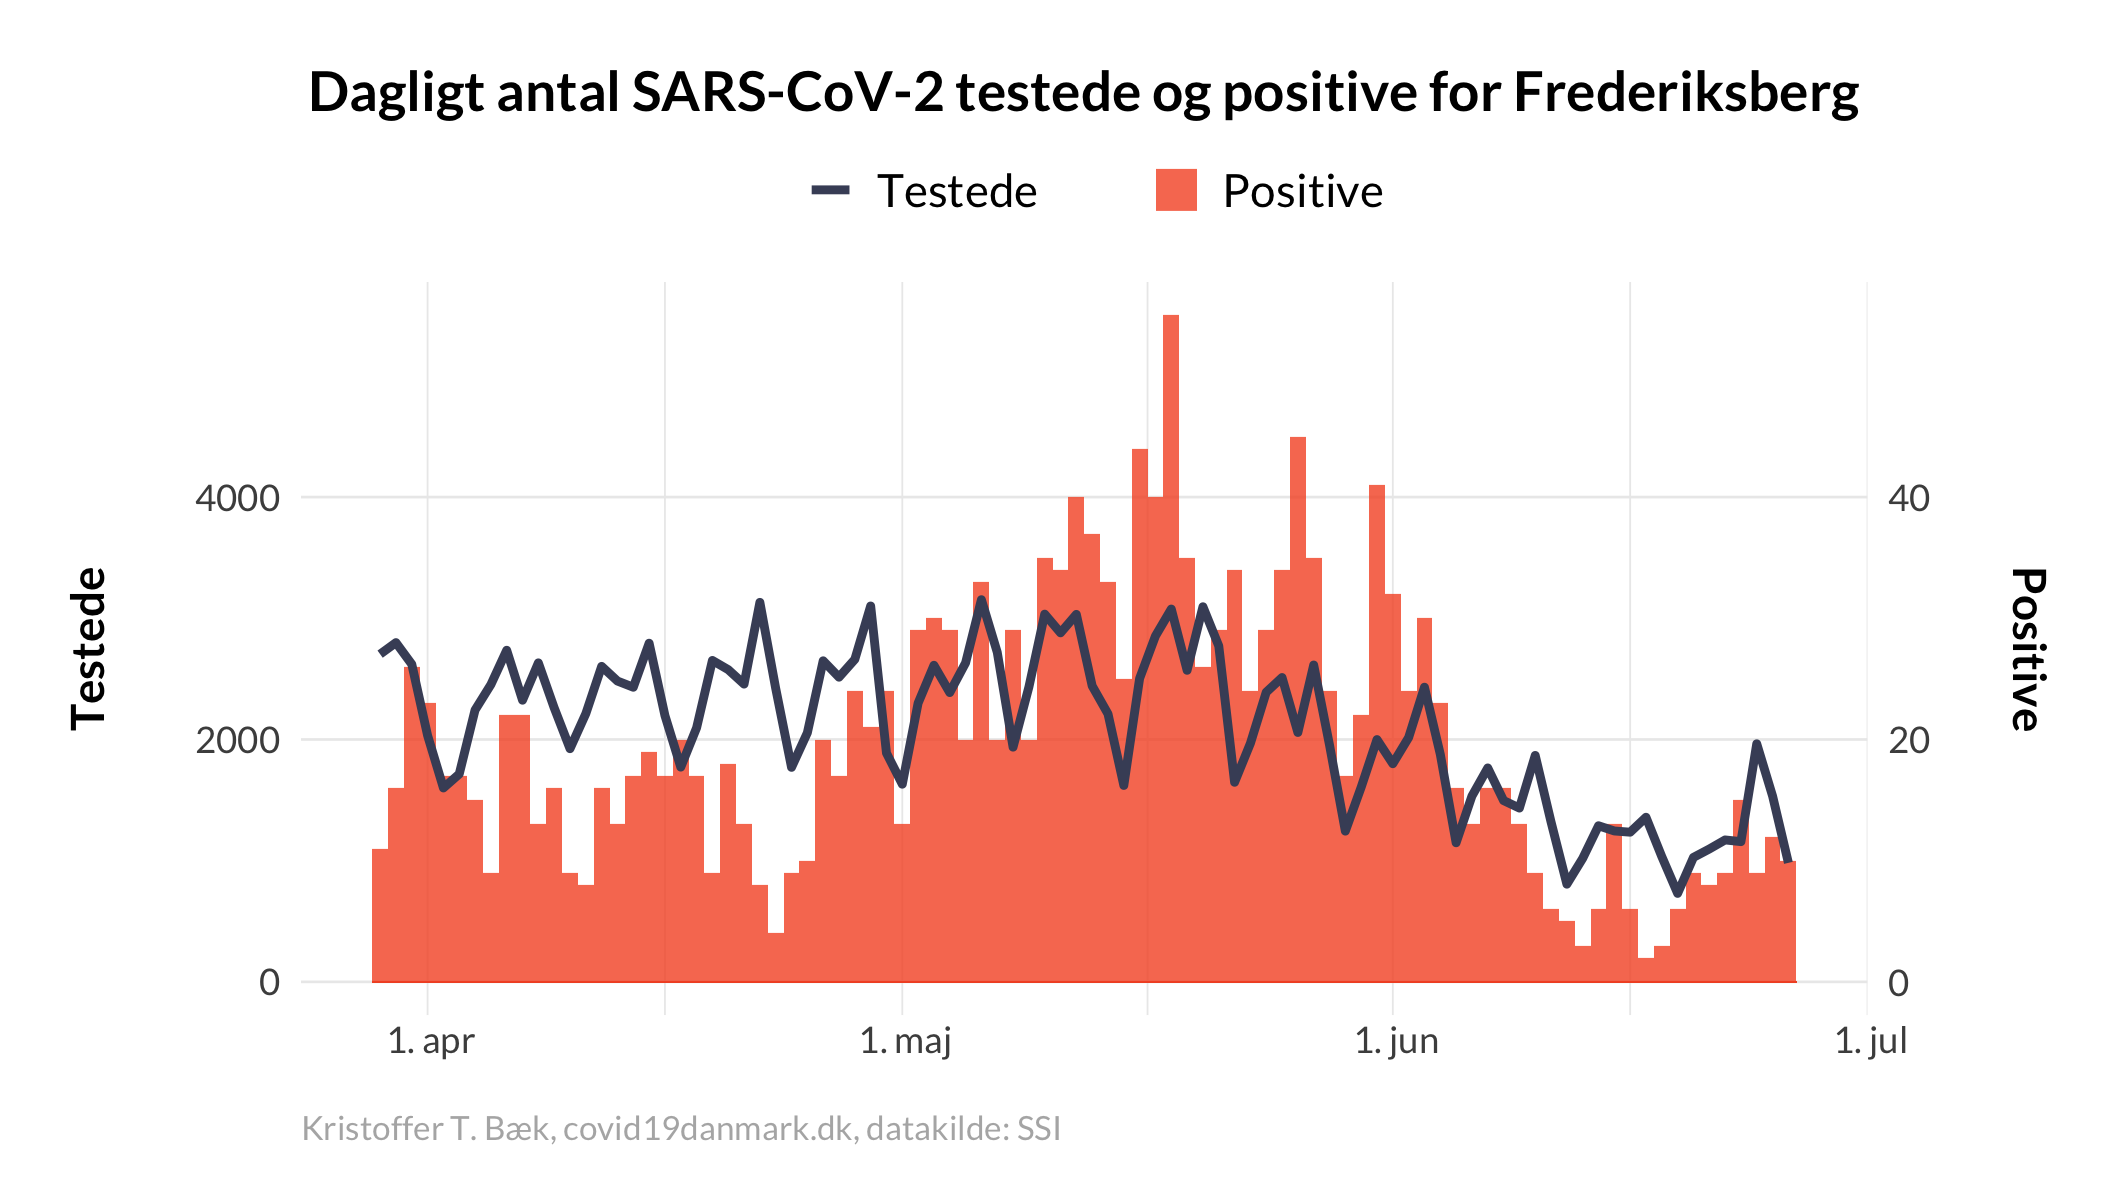 Dagligt antal SARS-CoV-2 testede og positive for Frederiksberg
Testede
Positive
4000
2000
0
Testede
40
20
0
Positive
1. apr
1. maj
1. jun
1. jul
Kristoffer T. Bæk, covid19danmark.dk, datakilde: SSI